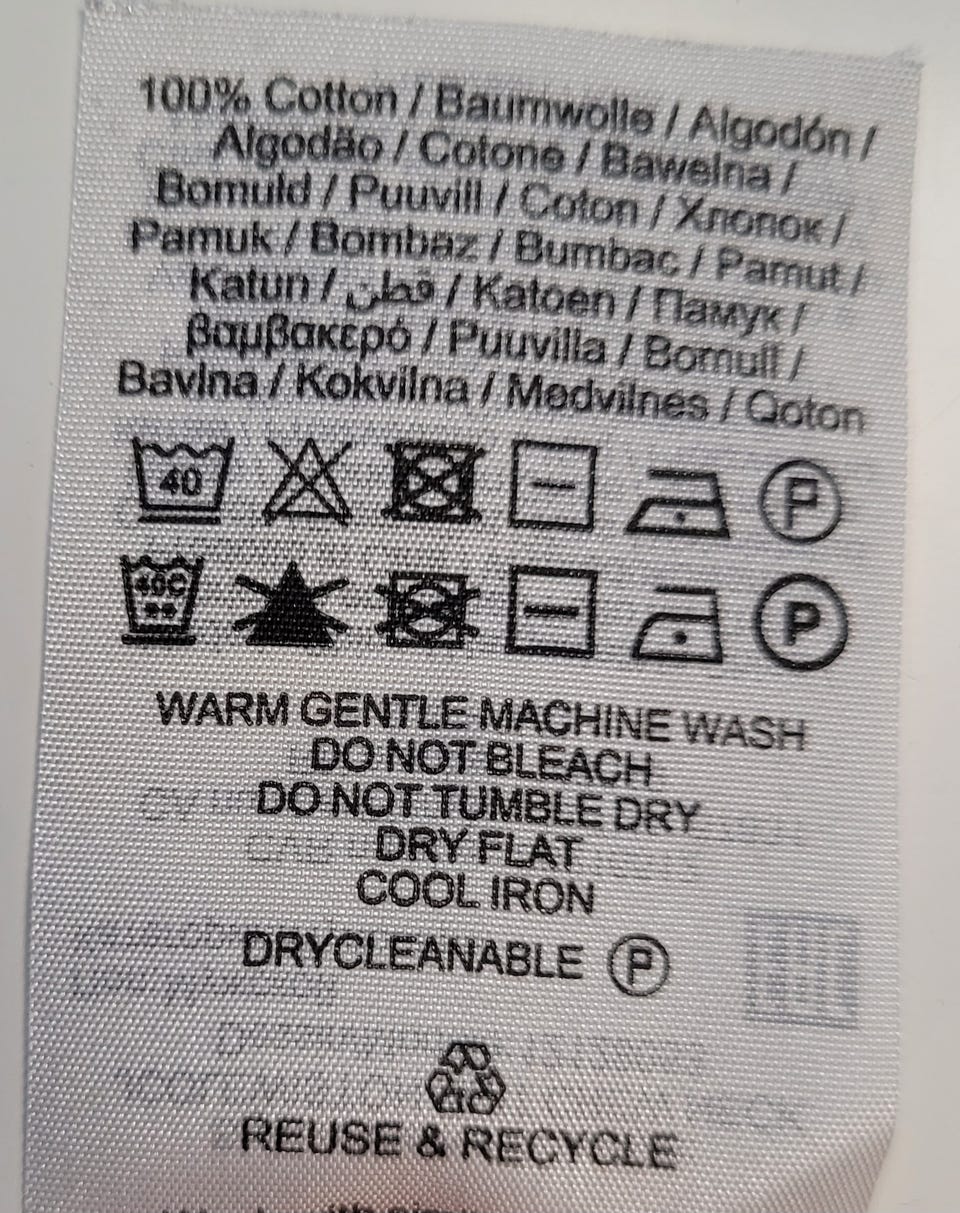 100% Cotton / Baumwolle / Algodón /
Algodão / Cotone / Bawelna /
Bomuld / Puuvill / Coton / Хлопок /
Pamuk / Bombaz / Bumbac / Pamut /
Katun / قطن / Katoen / Памук /
βαμβακερό / Puuvilla / Bomull /
Bavlna / Kokvilna / Medvilnes / Qoton
40 P
40C P
WARM GENTLE MACHINE WASH
DO NOT BLEACH
DO NOT TUMBLE DRY
DRY FLAT
COOL IRON
DRYCLEANABLE P
REUSE & RECYCLE